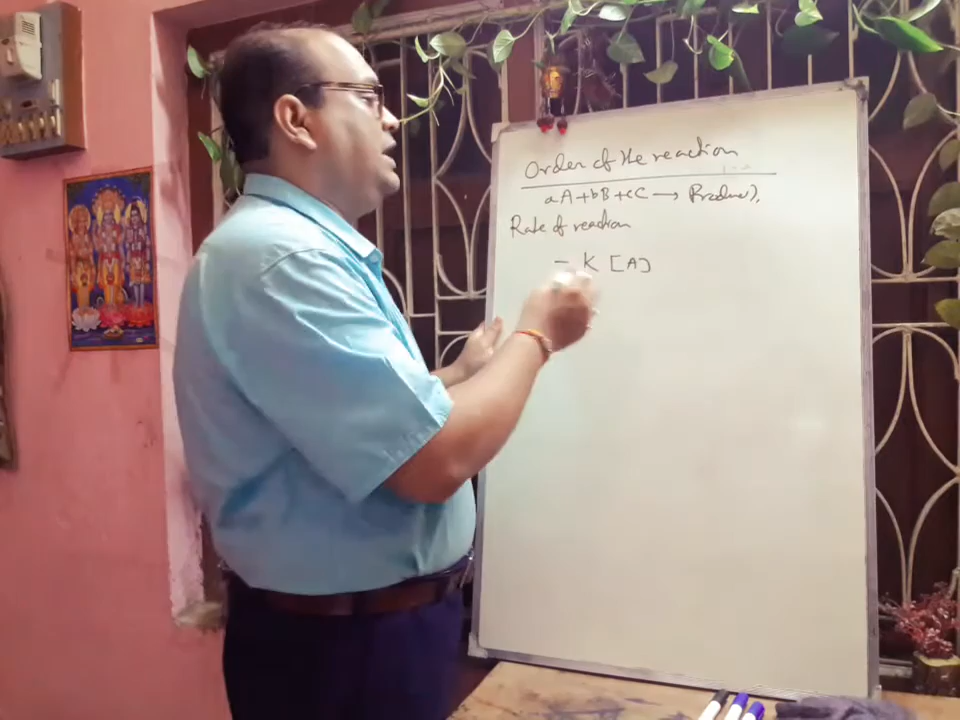 Order of the reaction
aA+bB+cC → Product,
Rate of reaction
= K [A]